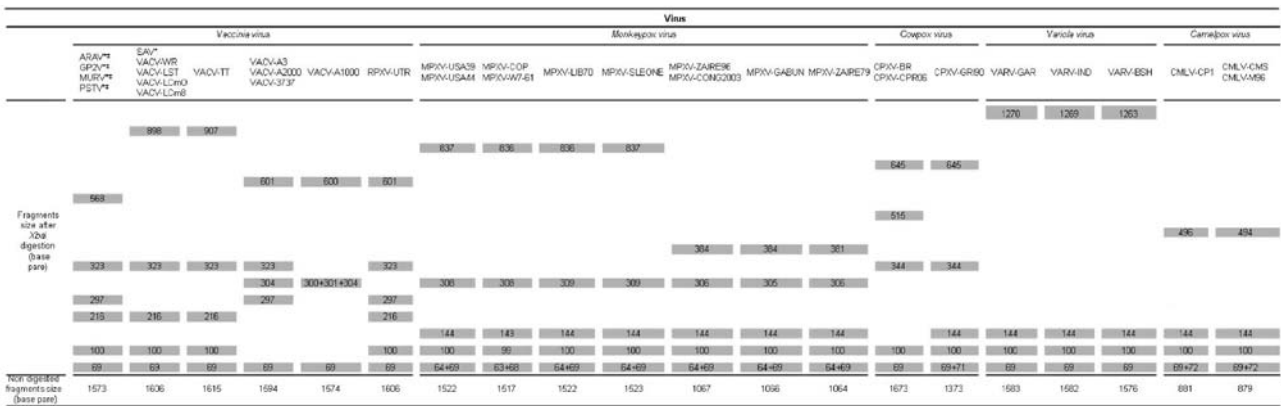 Virus
Vaccinia virus Monkeypox virus Cowpox virus Variola virus Camelpox virus
ARAV*‡ GP2V*‡ MURV*‡ PSTV*‡
SAV* VACV-WR VACV-LST VACV-LCm0 VACV-LCm8
VACV-TT
VACV-A3 VACV-A2000 VACV-3737
VACV-A1000
RPXV-UTR
MPXV-USA39 MPXV-USA44
MPXV-COP MPXV-W7-61
MPXV-LIB70
MPXV-SLEONE
MPXV-ZAIRE96 MPXV-CONG2003
MPXV-GABUN
MPXV-ZAIRE79
CPXV-BR CPXV-CPR06
CPXV-GRI90
VARV-GAR
VARV-IND
VARV-BSH
CMLV-CP1
CMLV-CMS CMLV-M96
1270 1269 1263
898 907
837 836 836 837
645 645
601 600 601
568
Fragments
size after
XbaI
digestion
(base
pare)
515
496 494
384 384 381
323 323 323 323 323 344 344
304 300+301+304 308 308 309 309 306 305 306
297 297 297
216 216 216 216
144 143 144 144 144 144 144 144 144 144 144 144 144
100 100 100 100 100 99 100 100 100 100 100 100 100 100 100 100 100 100
69 69 69 69 69 69 64+69 63+68 64+69 64+69 64+69 64+69 64+69 69 69+71 69 69 69 69+72 69+72
Non digested
fragments size
(base pare)
1573 1606 1615 1594 1574 1606 1522 1517 1522 1523 1067 1066 1064 1673 1373 1583 1582 1576 881 879